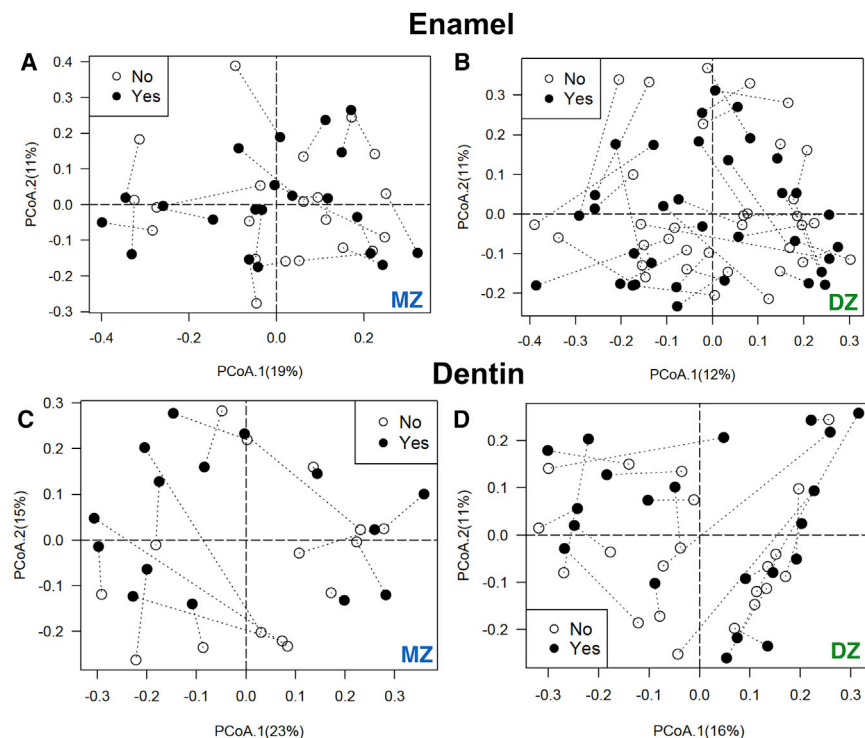 Enamel
A
No
Yes
PCoA.2(11%)
0.4
0.3
0.2
0.1
0.0
-0.1
-0.2
-0.3
-0.4
-0.2
0.0
0.2
PCoA.1(19%)
MZ
B
No
Yes
PCoA.2(11%)
0.3
0.2
0.1
0.0
-0.1
-0.2
-0.4
-0.3
-0.2
-0.1
0.0
0.1
0.2
0.3
PCoA.1(12%)
DZ
Dentin
C
No
Yes
PCoA.2(15%)
0.3
0.2
0.1
0.0
-0.2
-0.3
-0.2
-0.1
0.0
0.1
0.2
0.3
PCoA.1(23%)
MZ
D
No
Yes
PCoA.2(11%)
0.2
0.1
0.0
-0.1
-0.2
-0.3
-0.2
-0.1
0.0
0.1
0.2
0.3
PCoA.1(16%)
DZ